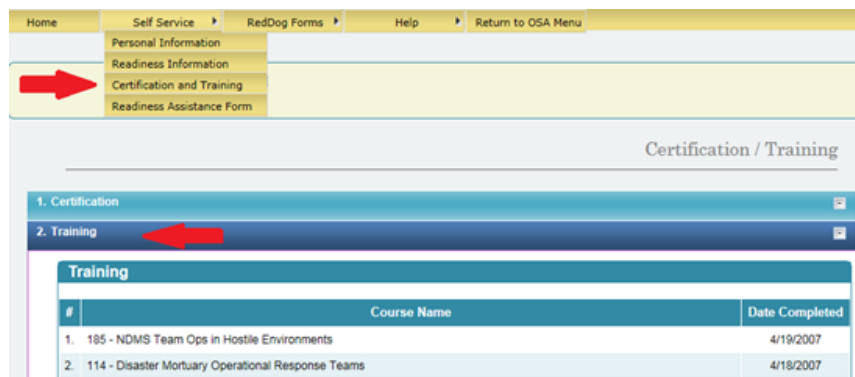 Home Self Service RedDog Forms Help Return to OSA Menu
Personal Information
Readiness Information
Certification and Training
Readiness Assistance Form
Certification / Training
1. Certification
2. Training
Training
# Course Name Date Completed
1. 185 - NDMS Team Ops in Hostile Environments 4/19/2007
2. 114 - Disaster Mortuary Operational Response Teams 4/18/2007